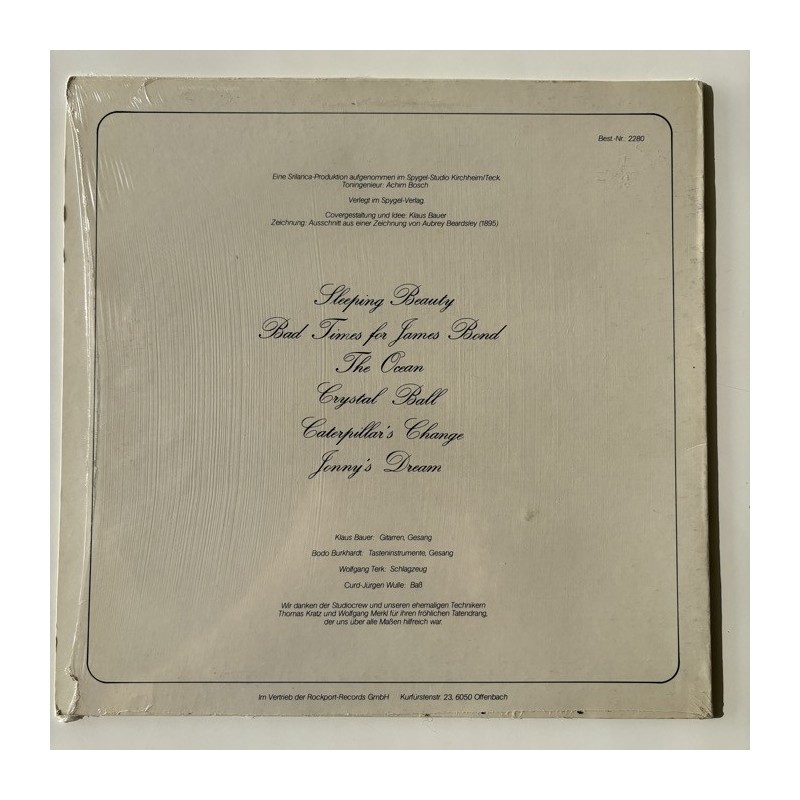 Best.-Nr.: 2280
Eine Srilanca-Produktion aufgenommen im Spygel-Studio Kirchheim/Teck.
Toningenieur: Achim Bosch
Verlegt im Spygel-Verlag.
Covergestaltung und Idee: Klaus Bauer
Zeichnung: Ausschnitt aus einer Zeichnung von Aubrey Beardsley (1895)
Sleeping Beauty
Bad Times for James Bond
The Ocean
Crystal Ball
Caterpillar's Change
Jonny's Dream
Klaus Bauer: Gitarren, Gesang
Bodo Burkhardt: Tasteninstrumente, Gesang
Wolfgang Terk: Schlagzeug
Curd-Jürgen Wulle: Baß
Wir danken der Studiocrew und unseren ehemaligen Technikern
Thomas Kratz und Wolfgang Merkl für ihren fröhlichen Tatendrang,
der uns über alle Maßen hilfreich war.
Im Vertrieb der Rockport-Records GmbH Kurfürstenstr. 23, 6050 Offenbach